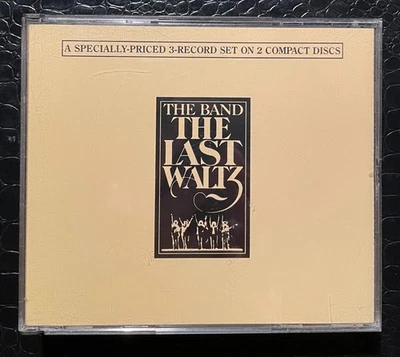 A SPECIALLY-PRICED 3-RECORD SET ON 2 COMPACT DISCS
THE BAND
THE
LAST
WALTZ